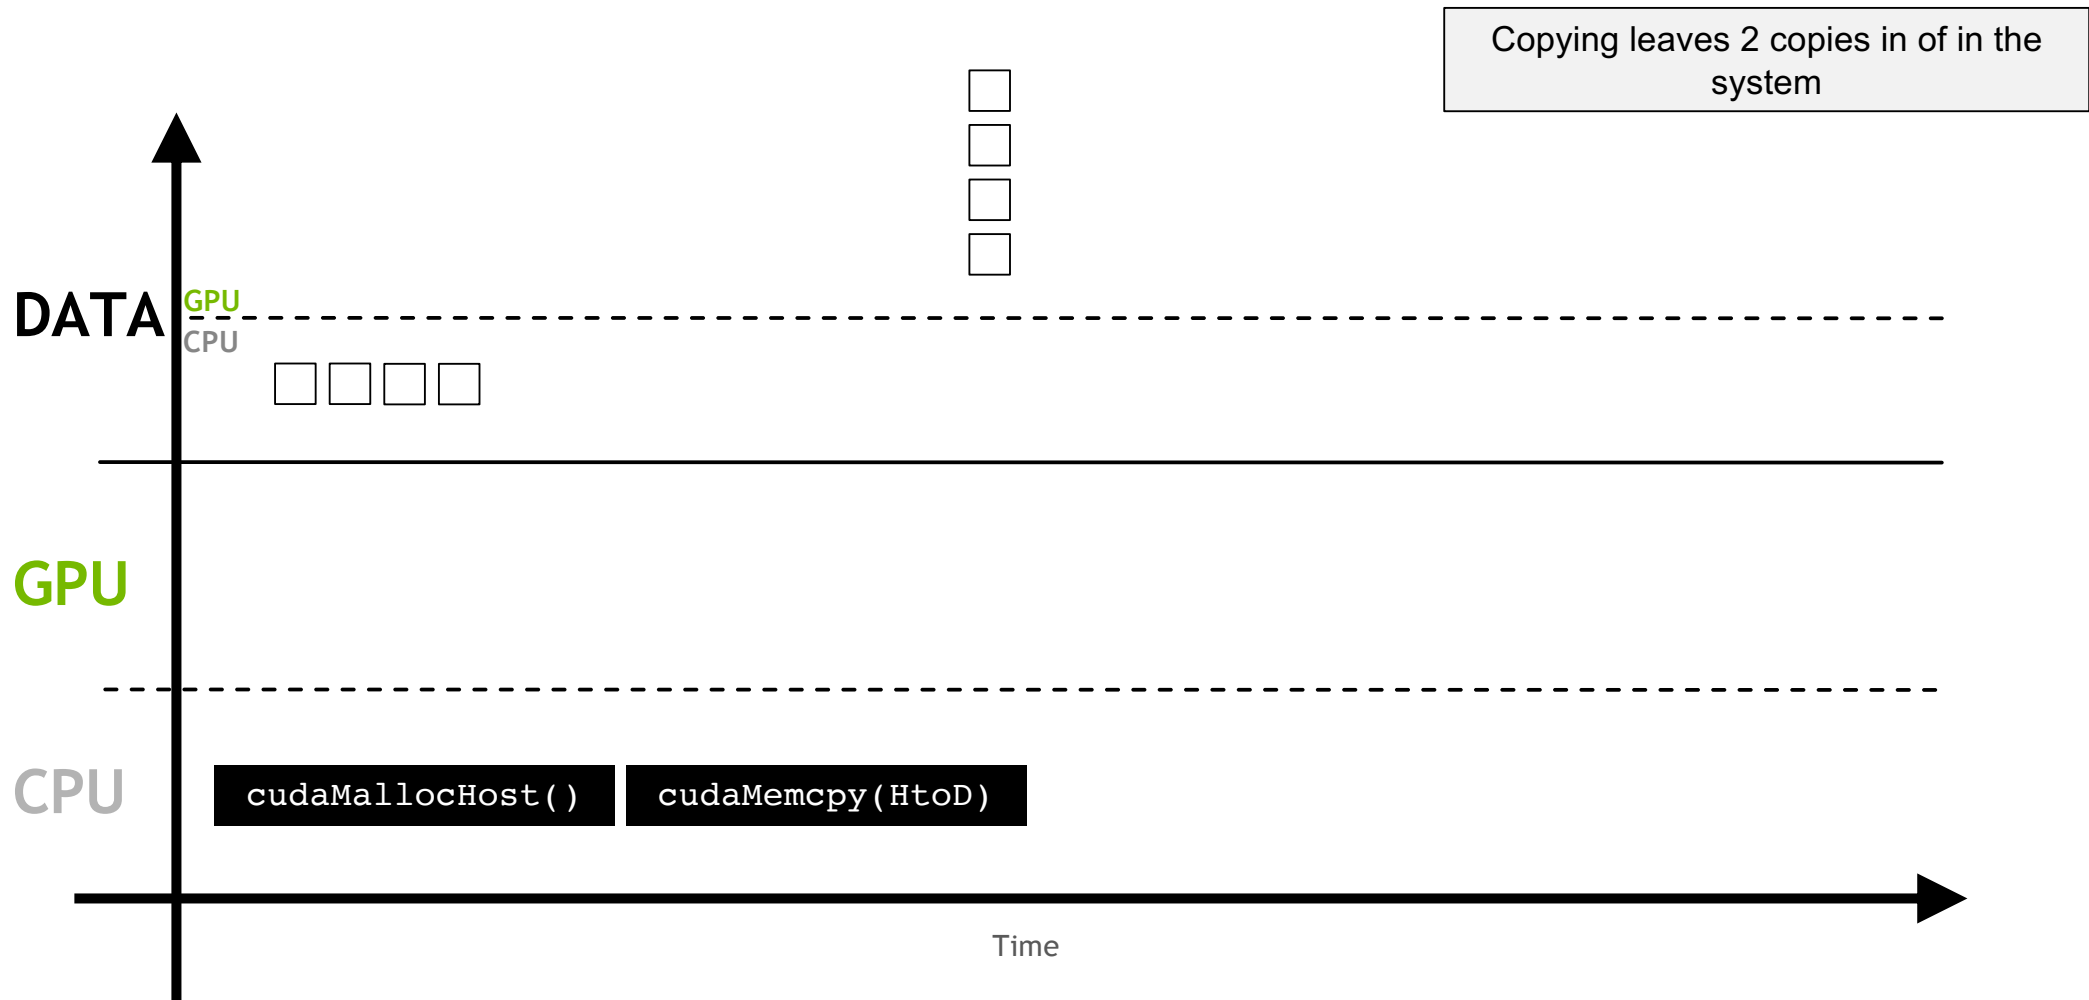 Copying leaves 2 copies in of in the
system
DATA
GPU
CPU
GPU
CPU
cudaMallocHost()
cudaMemcpy(HtoD)
Time